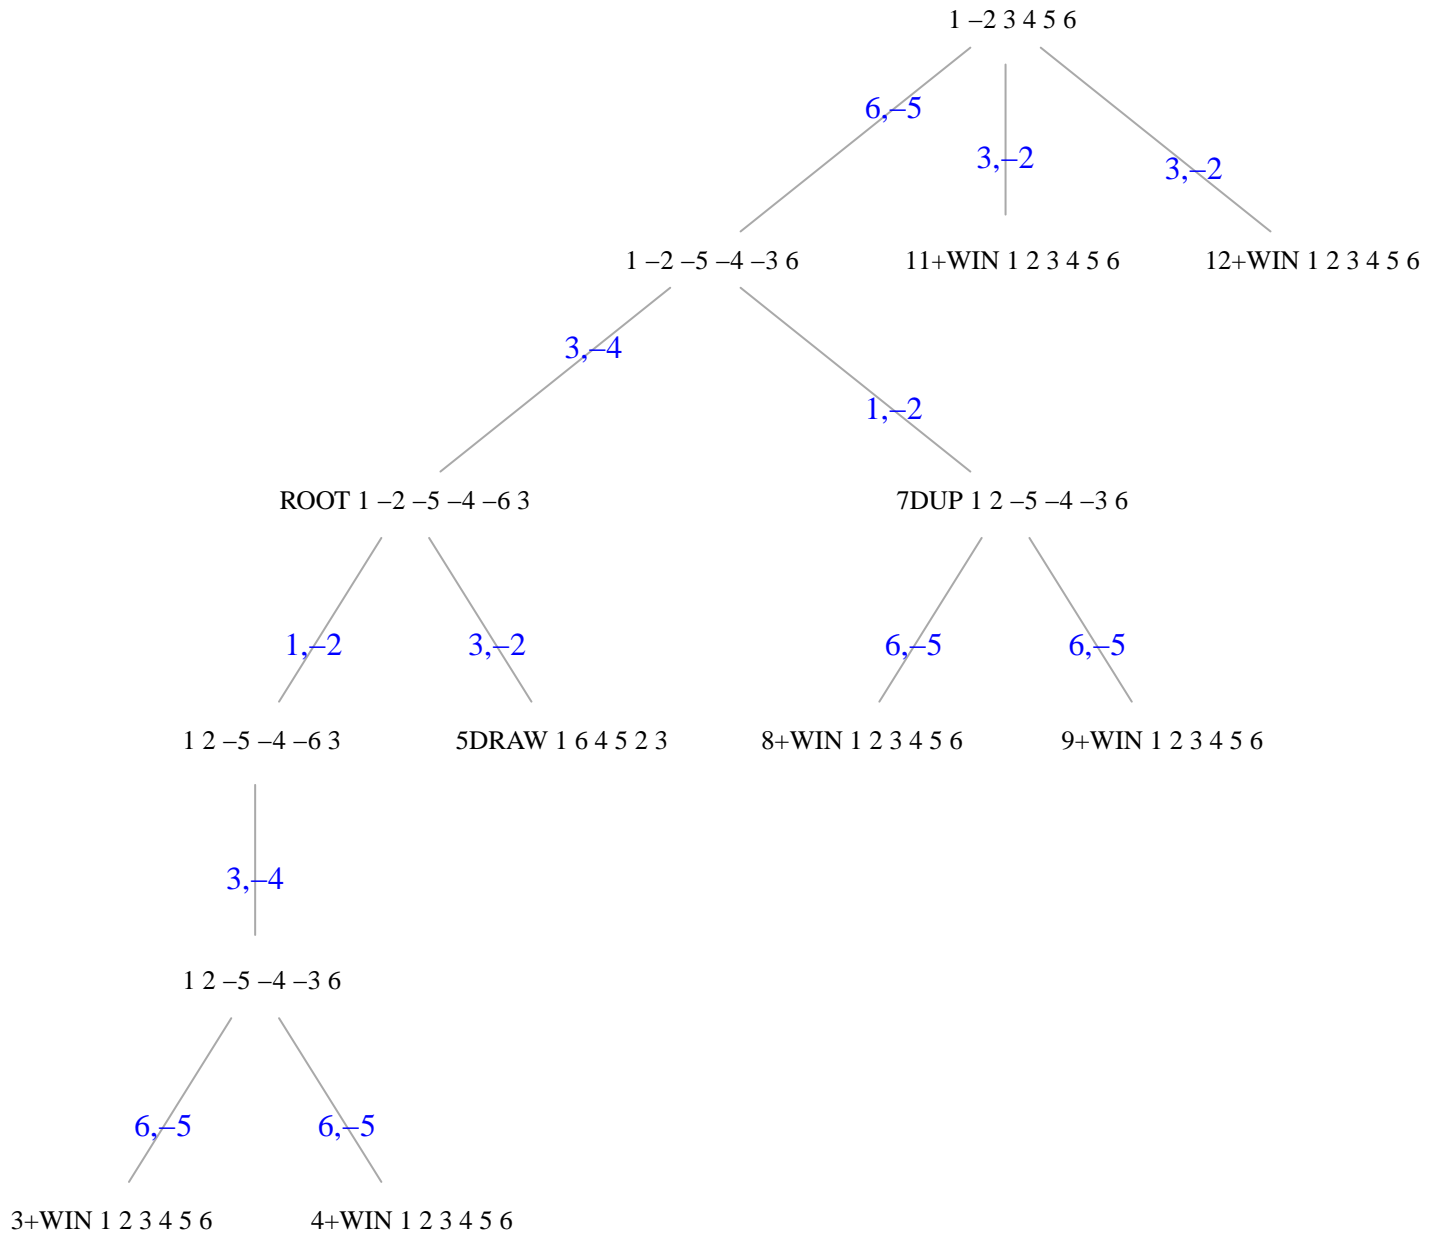 1 –2 3 4 5 6
6,–5
3,–2
3,–2
1 –2 –5 –4 –3 6
11+WIN 1 2 3 4 5 6
12+WIN 1 2 3 4 5 6
3,–4
1,–2
ROOT 1 –2 –5 –4 –6 3
7DUP 1 2 –5 –4 –3 6
1,–2
3,–2
6,–5
6,–5
1 2 –5 –4 –6 3
5DRAW 1 6 4 5 2 3
8+WIN 1 2 3 4 5 6
9+WIN 1 2 3 4 5 6
3,–4
1 2 –5 –4 –3 6
6,–5
6,–5
3+WIN 1 2 3 4 5 6
4+WIN 1 2 3 4 5 6